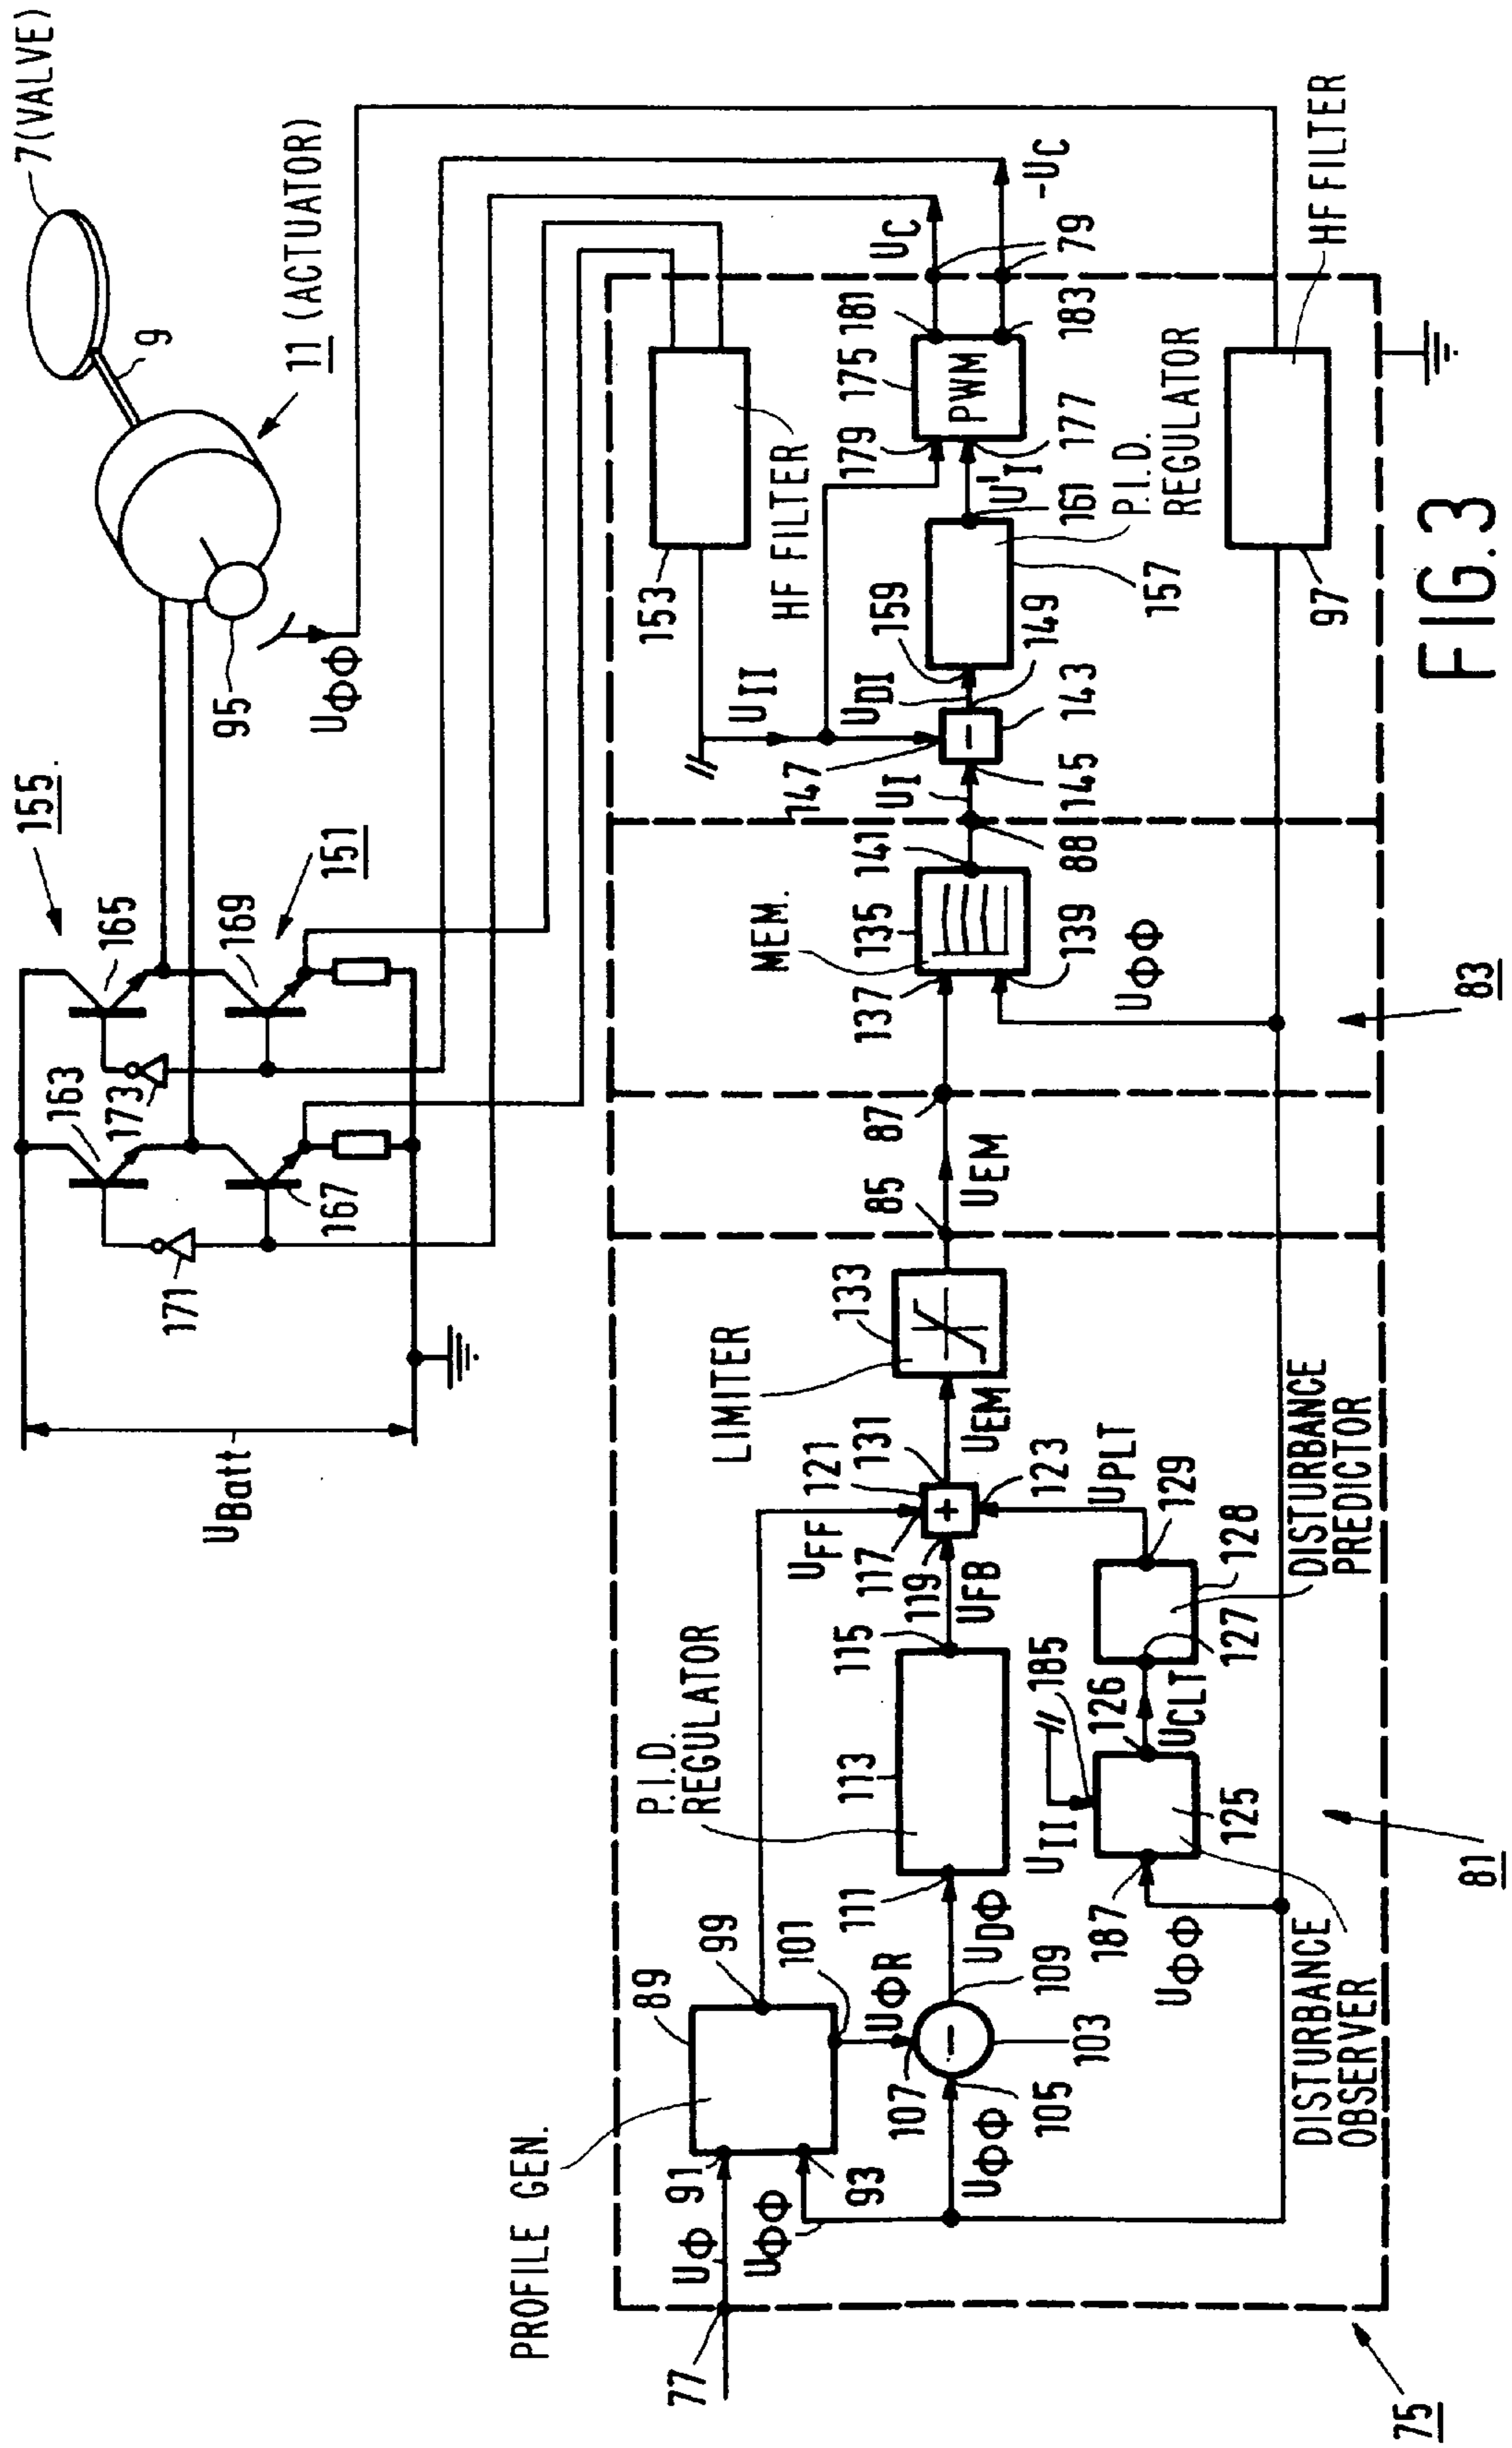 7(VALVE)
9
11 (ACTUATOR)
95
UΦΦ
155.
165
151
169
163
173
167
171
UBatt
HF FILTER
153
HF FILTER
UII
UC
-UC
79
181
183
175
PWM
179
177
U'I
161
P.I.D.
REGULATOR
157
159
149
UDI
143
147
145
UI
97
88
141
MEM.
135
137
139
UΦΦ
83
87
UEM
85
133
LIMITER
UEM
131
121
123
UPLT
UFF
117
119
UFB
115
129
128
127
DISTURBANCE
PREDICTOR
P.I.D.
REGULATOR
113
111
185
126
UCLT
UII
125
187
UΦΦ
DISTURBANCE
OBSERVER
81
UDΦ
109
103
99
101
UΦR
107
105
UΦΦ
89
91
93
UΦ
UΦΦ
PROFILE GEN.
77
75
FIG.3